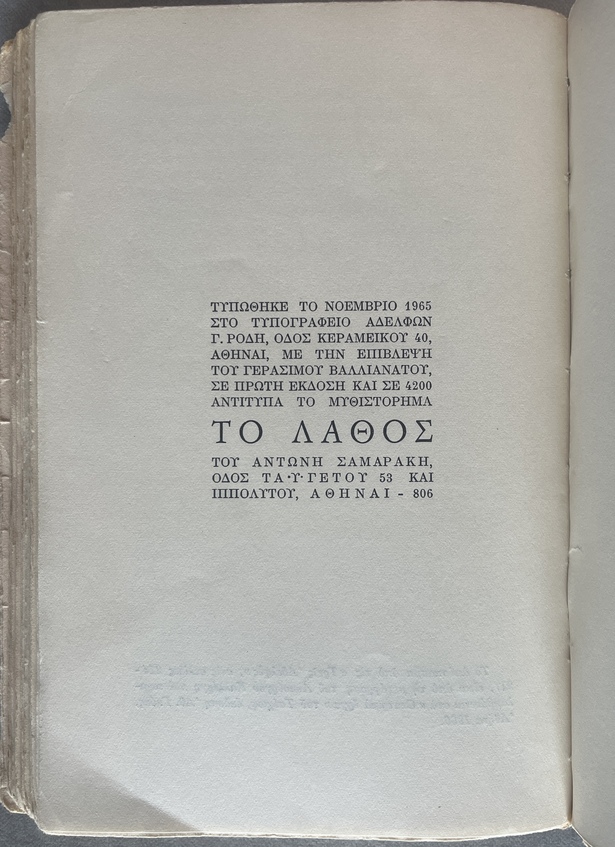 ΤΥΠΩΘΗΚΕ ΤΟ ΝΟΕΜΒΡΙΟ 1965
ΣΤΟ ΤΥΠΟΓΡΑΦΕΙΟ ΑΔΕΛΦΩΝ
Γ. ΡΟΔΗ, ΟΔΟΣ ΚΕΡΑΜΕΙΚΟΥ 40,
ΑΘΗΝΑΙ, ΜΕ ΤΗΝ ΕΠΙΒΛΕΨΗ
ΤΟΥ ΓΕΡΑΣΙΜΟΥ ΒΑΛΛΙΑΝΑΤΟΥ,
ΣΕ ΠΡΩΤΗ ΕΚΔΟΣΗ ΚΑΙ ΣΕ 4200
ΑΝΤΙΤΥΠΑ ΤΟ ΜΥΘΙΣΤΟΡΗΜΑ
ΤΟ ΛΑΘΟΣ
ΤΟΥ ΑΝΤΩΝΗ ΣΑΜΑΡΑΚΗ,
ΟΔΟΣ ΤΑ·Υ·ΓΕΤΟΥ 53 ΚΑΙ
ΙΠΠΟΛΥΤΟΥ, ΑΘΗΝΑΙ - 806